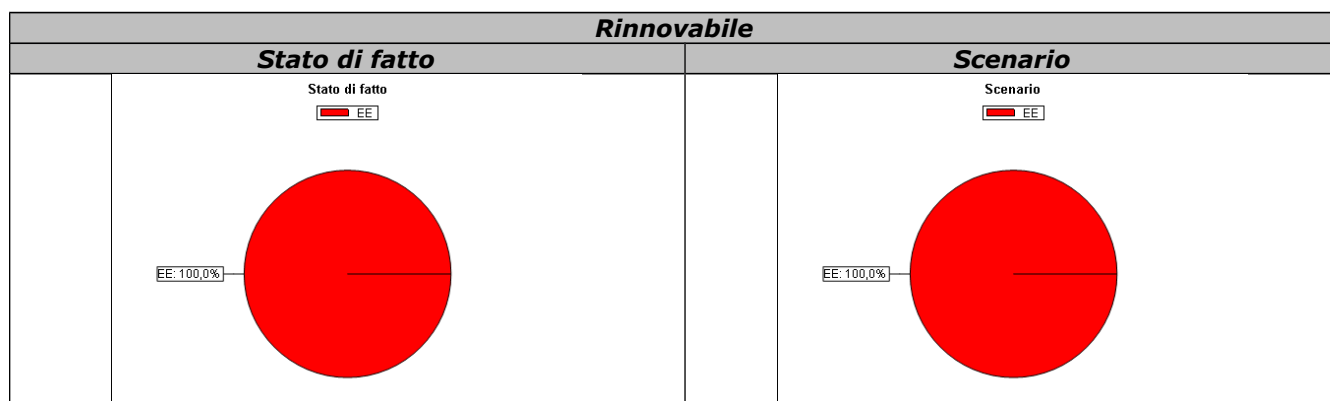 Rinnovabile
Stato di fatto
Scenario
Stato di fatto
EE
EE: 100,0%
Scenario
EE
EE: 100,0%